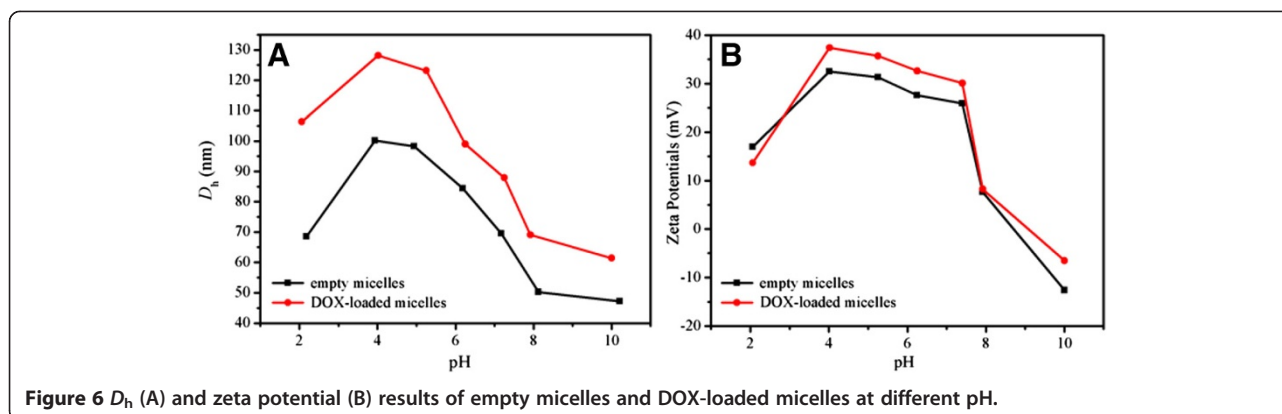 A
130
120
110
100
90
80
70
60
50
40
D_h (nm)
empty micelles
DOX-loaded micelles
2 4 6 8 10
pH
B
40
30
20
10
0
-10
-20
Zeta Potentials (mV)
empty micelles
DOX-loaded micelles
2 4 6 8 10
pH
Figure 6 D_h (A) and zeta potential (B) results of empty micelles and DOX-loaded micelles at different pH.